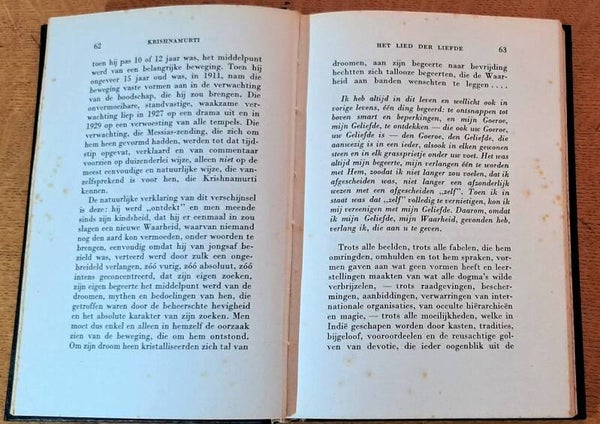 62 KRISHNAMURTI
toen hij pas 10 of 12 jaar was, het middelpunt
werd van een belangrijke beweging. Toen hij
ongeveer 15 jaar oud was, in 1911, nam die
beweging vaste vormen aan in de verwachting
van de boodschap, die hij zou brengen. Deze
onvermoeibare, standvastige, waakzame ver-
wachting liep in 1927 op een drama uit en in
1929 op een verzaking van alle tempels. De
verwachting, die Messias-zending, die zich om
hem heen gevormd hadden, werden tot dat tijd-
stip opgevat, verklaard en van commentaar
voorzien op duizenderlei wijze, alleen niet op de
meest eenvoudig en natuurlijke wijze, die van-
zelfsprekend is voor hen, die Krishnamurti
kennen.
De natuurlijke verklaring van dit verschijnsel
is deze: hij werd „ontdekt” en men meende
sinds zijn kindsheid, dat hij er eenmaal in zou
slagen een nieuwe Waarheid, waarvan niemand
nog den aard kon vermoeden, onder woorden te
brengen, eenvoudig omdat hij van jongsaf be-
zield was, verteerd werd door zulk een onge-
breideld verlangen, zóó vurig, zóó absoluut, zóó
intens geconcentreerd, dat zijn eigen zoeken,
zijn eigen begeerte het middelpunt werd van de
droomen, mythen en bedoelingen van hen, die
getroffen waren door de beheerschte hevigheid
en het absolute karakter van zijn zoeken. Men
moet dus enkel en alleen in hemzelf de oorzaak
zien van de beweging, die om hem ontstond.
Om zijn droom heen kristalliseerden zich tal van
HET LIED DER LIEFDE 63
droomen, aan zijn begeerte naar bevrijding
hechtten zich tallooze begeerten, die de Waar-
heid aan banden wenschten te leggen....
Ik heb altijd in dit leven en wellicht ook in
vorige levens, één ding begeerd: te ontsnappen tot
boven smart en beperking, en mijn Goeroe,
mijn Geliefde, te ontdekken — die ook uw Goeroe,
uw Geliefde is — den Goeroe, den Geliefde, die
aanwezig is in een ieder, alsook in elken gewonen
steen en in elk grassprietje onder uw voet. Het was
altijd mijn begeerte, mijn verlangen één te worden
met Hem, zoodat ik niet langer zou voelen, dat ik
afgescheiden was, niet langer een afzonderlijk
wezen met een afgescheiden „zelf”. Toen ik in
staat was dat „zelf” volledig te vernietigen, kon ik
mij vereenigen met mijn Geliefde. Daarom, omdat
ik mijn Geliefde, mijn Waarheid, gevonden heb,
verlang ik, die aan u te geven.
Trots alle beelden, trots alle fabelen, die hem
omringden, omhulden en tot hem spraken, vor-
men gaven aan wat geen vormen heeft en leer-
stellingen maakten van wat alle dogma's wilde
verbrijzelen, — trots raadgevingen, bescher-
mingen, aanbiddingen, verwarringen van inter-
nationale organisaties, van occulte hiërarchieën
en magie, — trots alle moeilijkheden, welke in
Indië geschapen worden door kasten, tradities,
bijgeloof, vooroordeelen en de reusachtige gol-
ven van devotie, die ieder oogenblik uit de